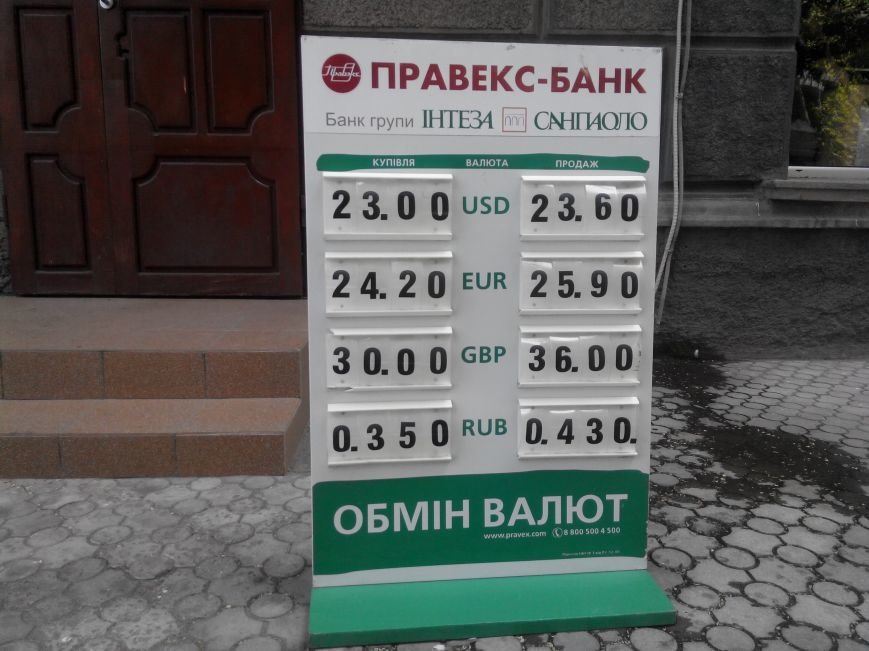 Правекс ПРАВЕКС-БАНК
Банк групи ІНТЕЗА САНПАОЛО
КУПІВЛЯ ВАЛЮТА ПРОДАЖ
23.00 USD 23.60
24.20 EUR 25.90
30.00 GBP 36.00
0.350 RUB 0.430.
ОБМІН ВАЛЮТ
www.pravex.com 8 800 500 4 500